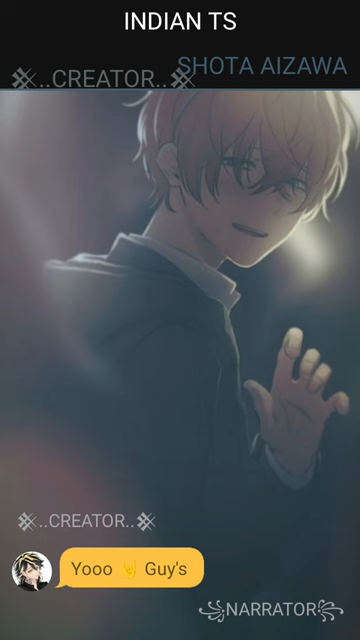 INDIAN TS
SHOTA AIZAWA
..CREATOR..
..CREATOR..
Yooo 🤘 Guy's
꧁NARRATOR꧂